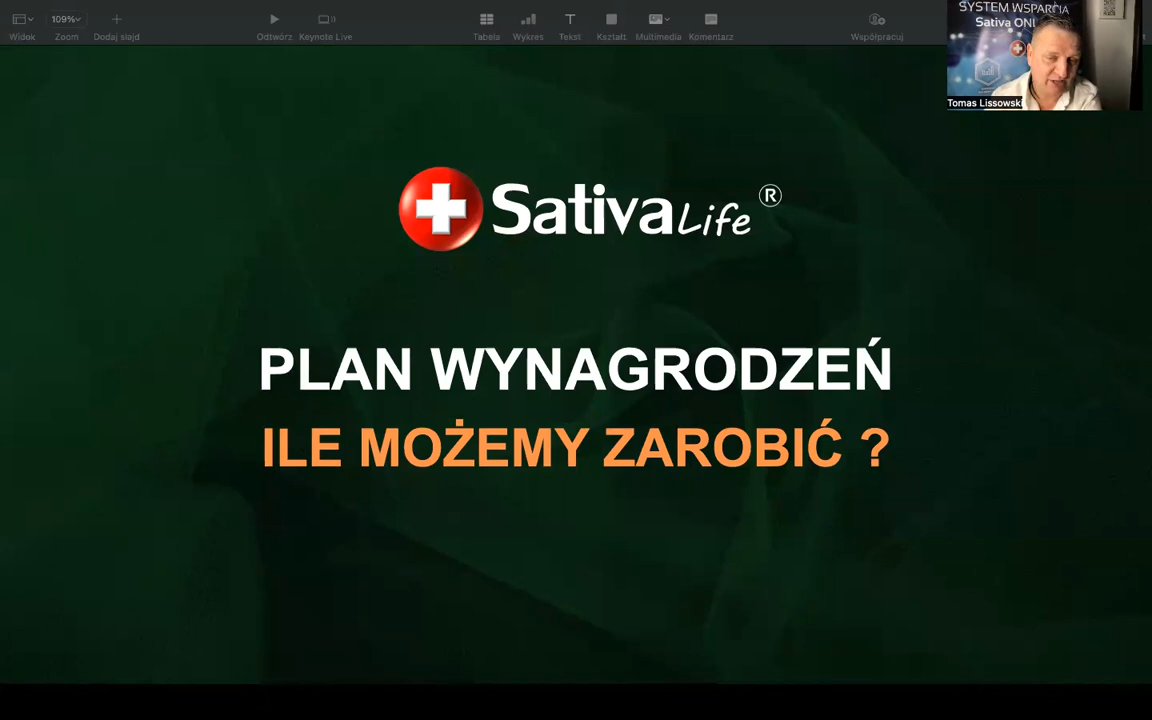 109%
Widok
Zoom
Dodaj slajd
Odtwórz
Keynote Live
Tabela
Wykres
Tekst
Kształt
Multimedia
Komentarz
Współpracuj
SYSTEM WSPARCIA
Sativa ONL
Tomas Lissowski
SativaLife®
PLAN WYNAGRODZEŃ
ILE MOŻEMY ZAROBIĆ ?